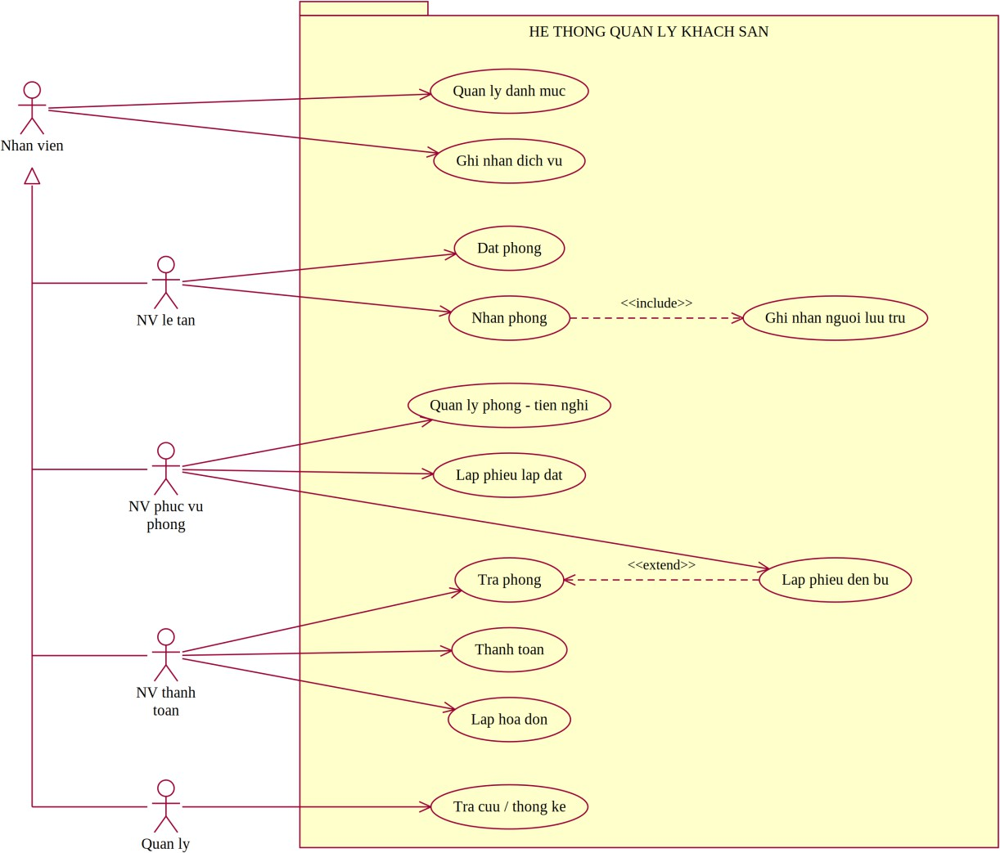 HE THONG QUAN LY KHACH SAN
Quan ly danh muc
Nhan vien
Ghi nhan dich vu
Dat phong
NV le tan
<<include>>
Nhan phong
Ghi nhan nguoi luu tru
Quan ly phong - tien nghi
Lap phieu lap dat
NV phuc vu
phong
<<extend>>
Tra phong
Lap phieu den bu
Thanh toan
NV thanh
toan
Lap hoa don
Tra cuu / thong ke
Quan ly